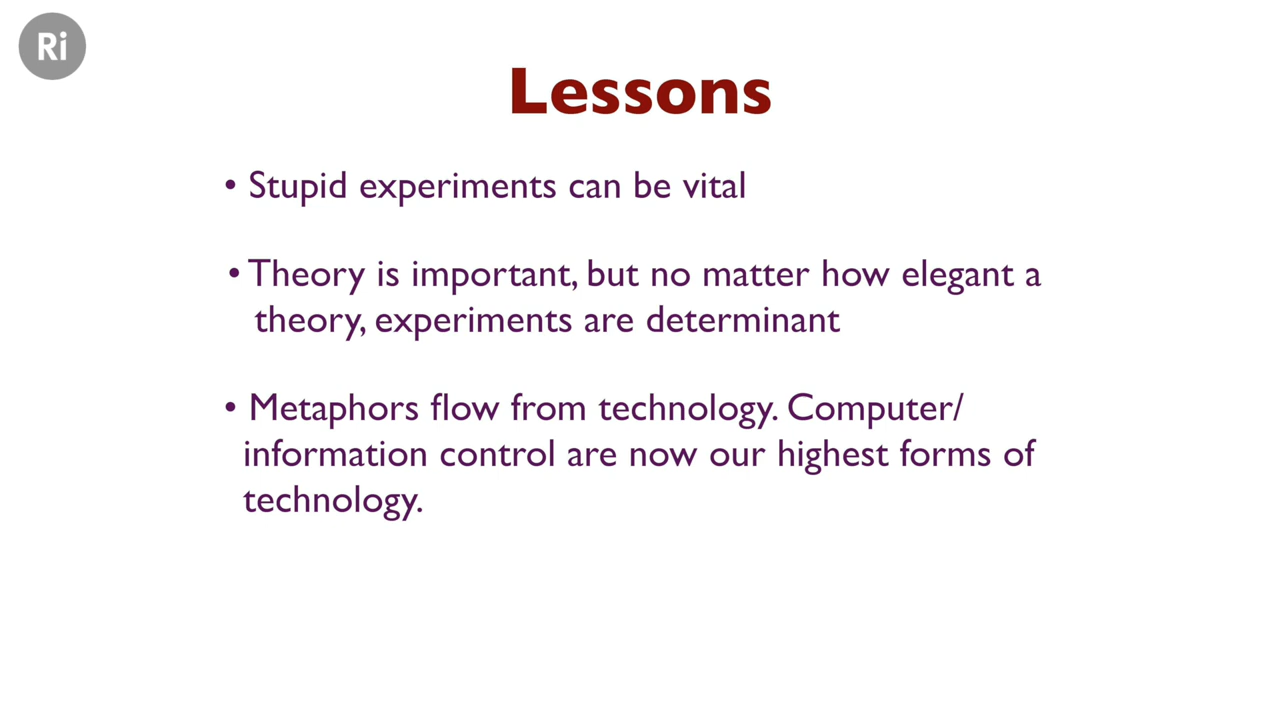 Ri
Lessons
• Stupid experiments can be vital
• Theory is important, but no matter how elegant a
theory, experiments are determinant
• Metaphors flow from technology. Computer/
information control are now our highest forms of
technology.